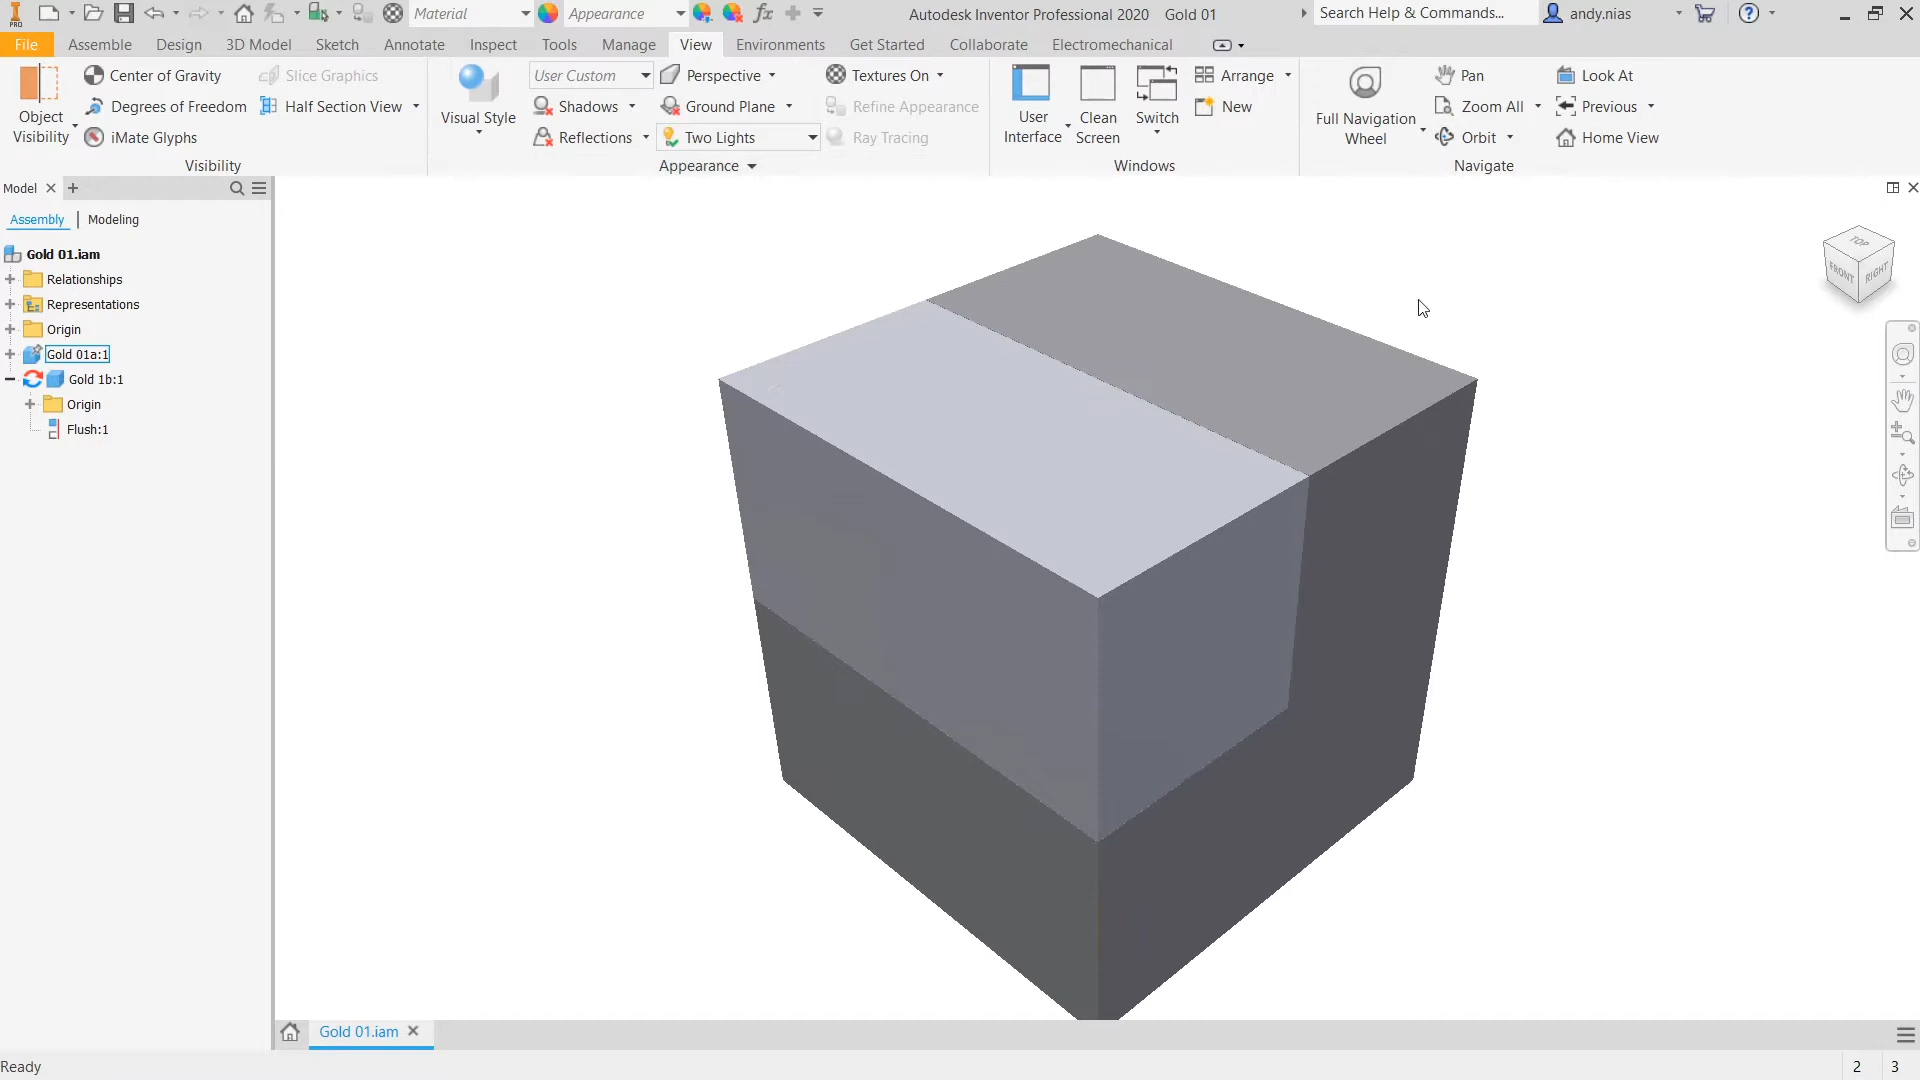 Material
Appearance
Autodesk Inventor Professional 2020 Gold 01
Search Help & Commands...
andy.nias
PRO
File
Assemble
Design
3D Model
Sketch
Annotate
Inspect
Tools
Manage
View
Environments
Get Started
Collaborate
Electromechanical
Object
Visibility
Center of Gravity
Degrees of Freedom
iMate Glyphs
Slice Graphics
Half Section View
Visibility
Visual Style
User Custom
Shadows
Reflections
Perspective
Ground Plane
Two Lights
Textures On
Refine Appearance
Ray Tracing
Appearance
User
Interface
Clean
Screen
Switch
Arrange
New
Windows
Full Navigation
Wheel
Pan
Zoom All
Orbit
Look At
Previous
Home View
Navigate
Model
Assembly | Modeling
Gold 01.iam
Relationships
Representations
Origin
Gold 01a:1
Gold 1b:1
Origin
Flush:1
TOP
FRONT
RIGHT
Gold 01.iam
Ready
2 3